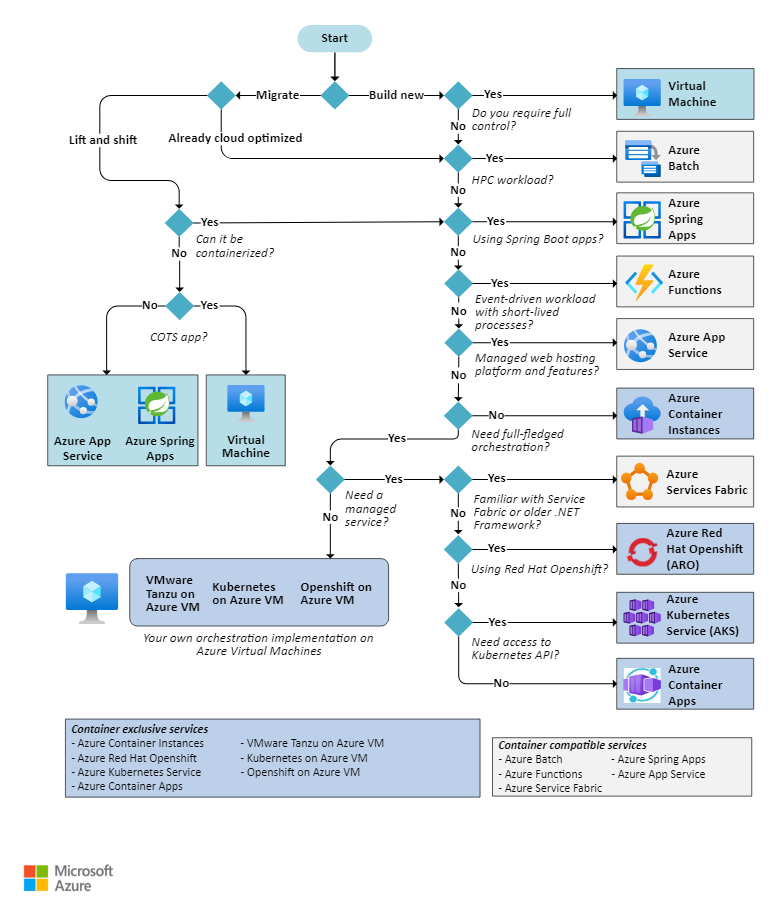 Start
Migrate
Build new
Yes
Virtual
Machine
Do you require full
control?
Lift and shift
Already cloud optimized
No
Yes
Azure
Batch
HPC workload?
No
Yes
Can it be
containerized?
No
Yes
Azure
Spring
Apps
Using Spring Boot apps?
No
Yes
Azure
Functions
Event-driven workload
with short-lived
processes?
No
No
Yes
COTS app?
Yes
Azure App
Service
Managed web hosting
platform and features?
No
Azure App
Service
Azure Spring
Apps
Virtual
Machine
No
Azure
Container
Instances
Need full-fledged
orchestration?
Yes
Yes
Need a
managed
service?
No
Yes
Azure
Services Fabric
Familiar with Service
Fabric or older .NET
Framework?
No
Yes
Azure Red
Hat Openshift
(ARO)
Using Red Hat Openshift?
No
VMware
Tanzu on
Azure VM
Kubernetes
on Azure VM
Openshift on
Azure VM
Your own orchestration implementation on
Azure Virtual Machines
Yes
Azure
Kubernetes
Service (AKS)
Need access to
Kubernetes API?
No
Azure
Container
Apps
Container exclusive services
- Azure Container Instances
- Azure Red Hat Openshift
- Azure Kubernetes Service
- Azure Container Apps
- VMware Tanzu on Azure VM
- Kubernetes on Azure VM
- Openshift on Azure VM
Container compatible services
- Azure Batch
- Azure Functions
- Azure Service Fabric
- Azure Spring Apps
- Azure App Service
Microsoft
Azure